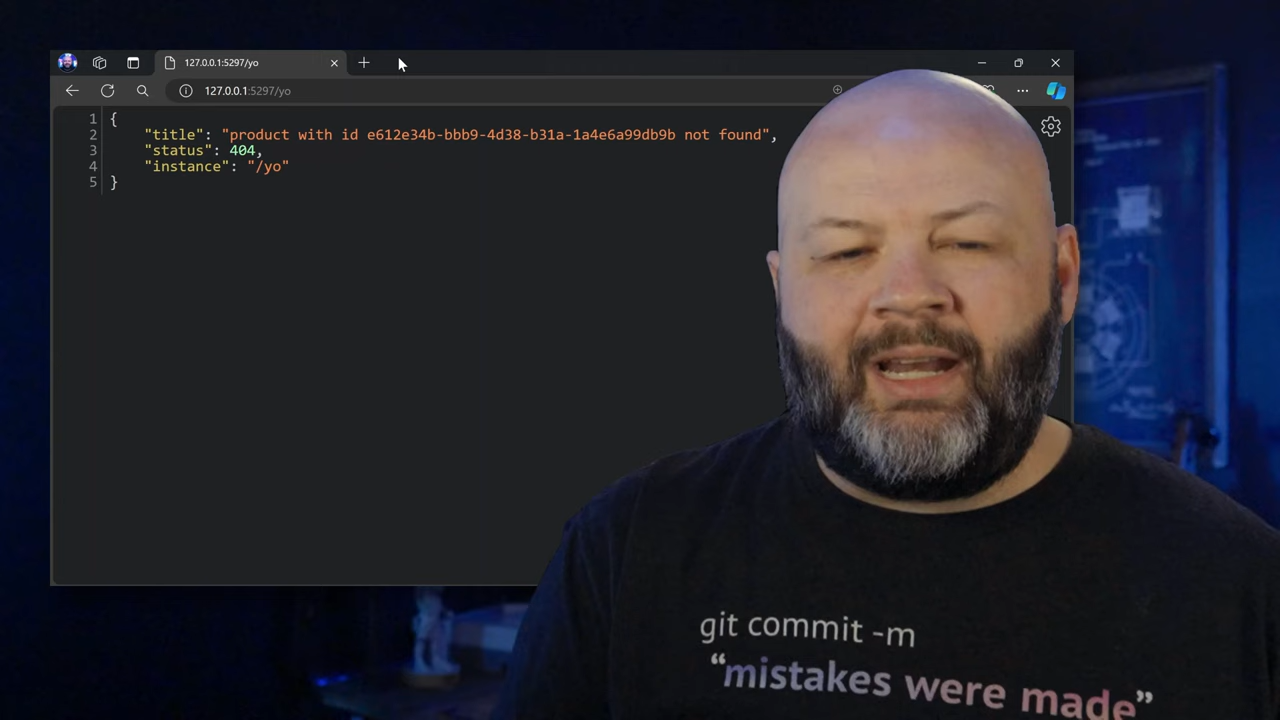 127.0.0.1:5297/yo
127.0.0.1:5297/yo
1 {
2 "title": "product with id e612e34b-bbb9-4d38-b31a-1a4e6a99db9b not found",
3 "status": 404,
4 "instance": "/yo"
5 }
git commit -m
“mistakes were made”